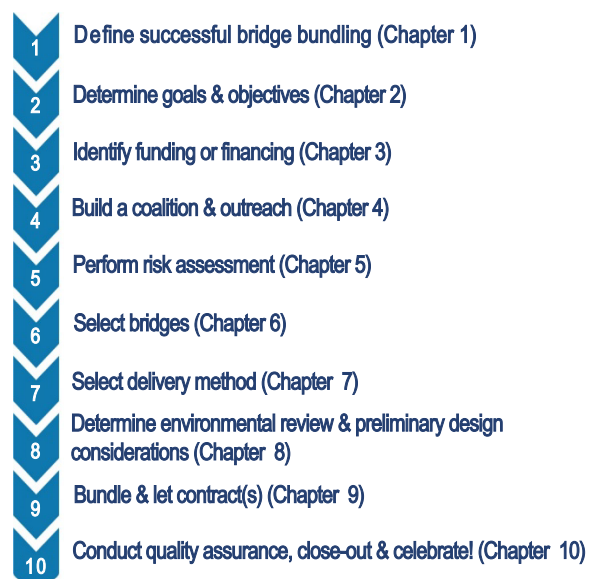 1 Define successful bridge bundling (Chapter 1)
2 Determine goals & objectives (Chapter 2)
3 Identify funding or financing (Chapter 3)
4 Build a coalition & outreach (Chapter 4)
5 Perform risk assessment (Chapter 5)
6 Select bridges (Chapter 6)
7 Select delivery method (Chapter 7)
8 Determine environmental review & preliminary design
considerations (Chapter 8)
9 Bundle & let contract(s) (Chapter 9)
10 Conduct quality assurance, close-out & celebrate! (Chapter 10)